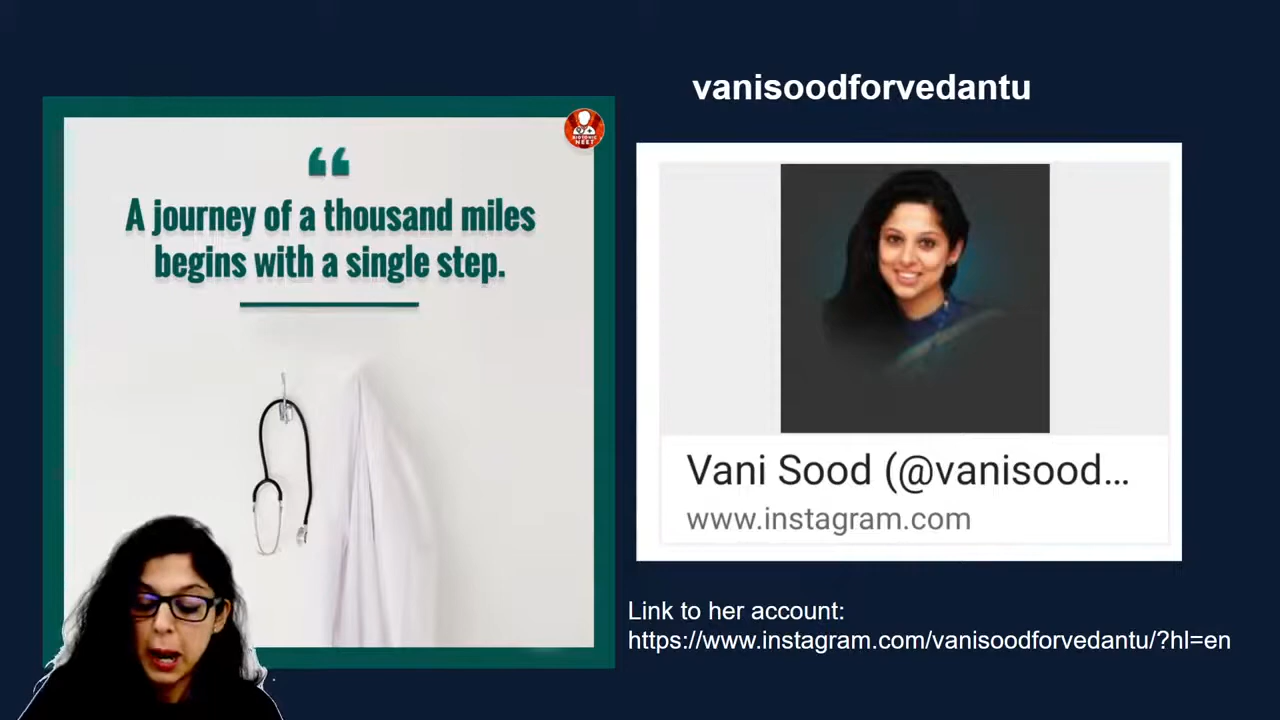 vanisoodforvedantu
“
A journey of a thousand miles
begins with a single step.
NEET
Vani Sood (@vanisood...
www.instagram.com
Link to her account:
https://www.instagram.com/vanisoodforvedantu/?hl=en